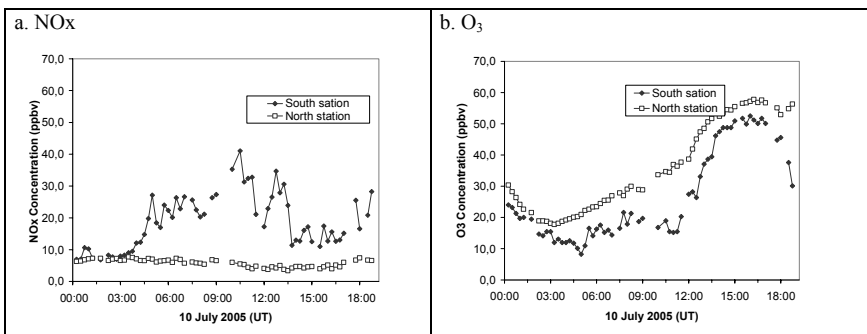 a. NOx
70,0
60,0
50,0
40,0
30,0
20,0
10,0
0,0
NOx Concentration (ppbv)
South sation
North station
00:00 03:00 06:00 09:00 12:00 15:00 18:00
10 July 2005 (UT)
b. O3
70,0
60,0
50,0
40,0
30,0
20,0
10,0
0,0
O3 Concentration (ppbv)
South sation
North station
00:00 03:00 06:00 09:00 12:00 15:00 18:00
10 July 2005 (UT)